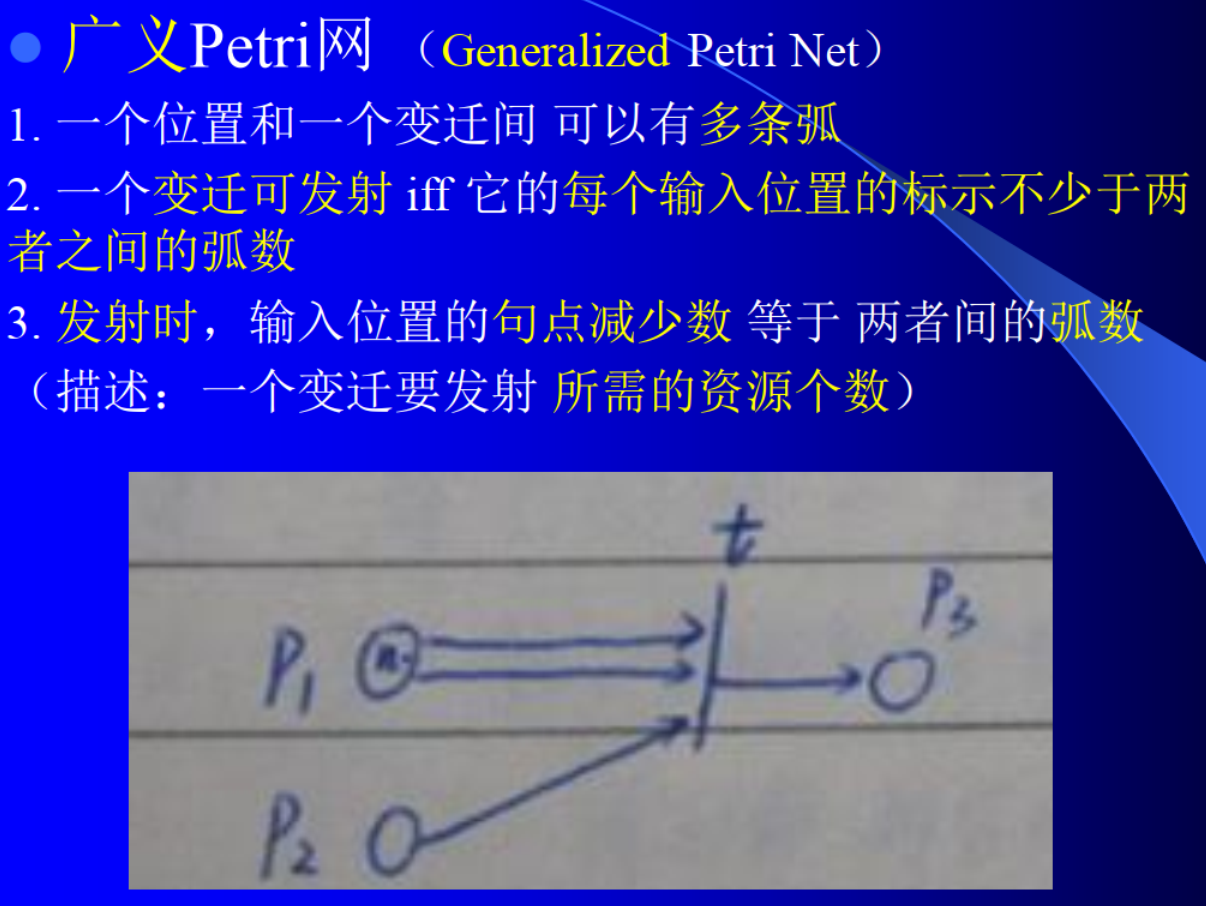 广义Petri网 （Generalized Petri Net）
1. 一个位置和一个变迁间 可以有多条弧
2. 一个变迁可发射 iff 它的每个输入位置的标示不少于两
者之间的弧数
3. 发射时，输入位置的句点减少数 等于 两者间的弧数
（描述：一个变迁要发射 所需的资源个数）
t
P3
P1
P2